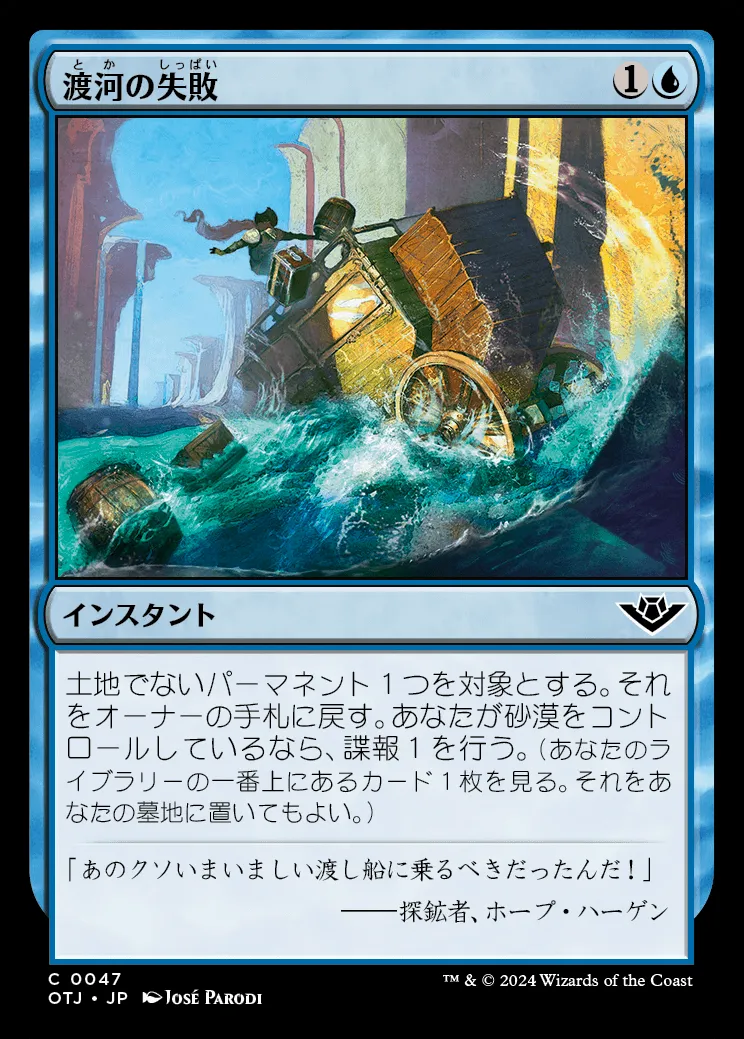 とか しっぱい
渡河の失敗 1
インスタント
土地でないパーマネント1つを対象とする。それ
をオーナーの手札に戻す。あなたが砂漠をコント
ロールしているなら、諜報1を行う。(あなたのラ
イブラリーの一番上にあるカード1枚を見る。それをあ
なたの墓地に置いてもよい。)
「あのクソいまいましい渡し船に乗るべきだったんだ!」
――探鉱者、ホープ・ハーゲン
C 0047
OTJ • JP José Parodi
™ & © 2024 Wizards of the Coast